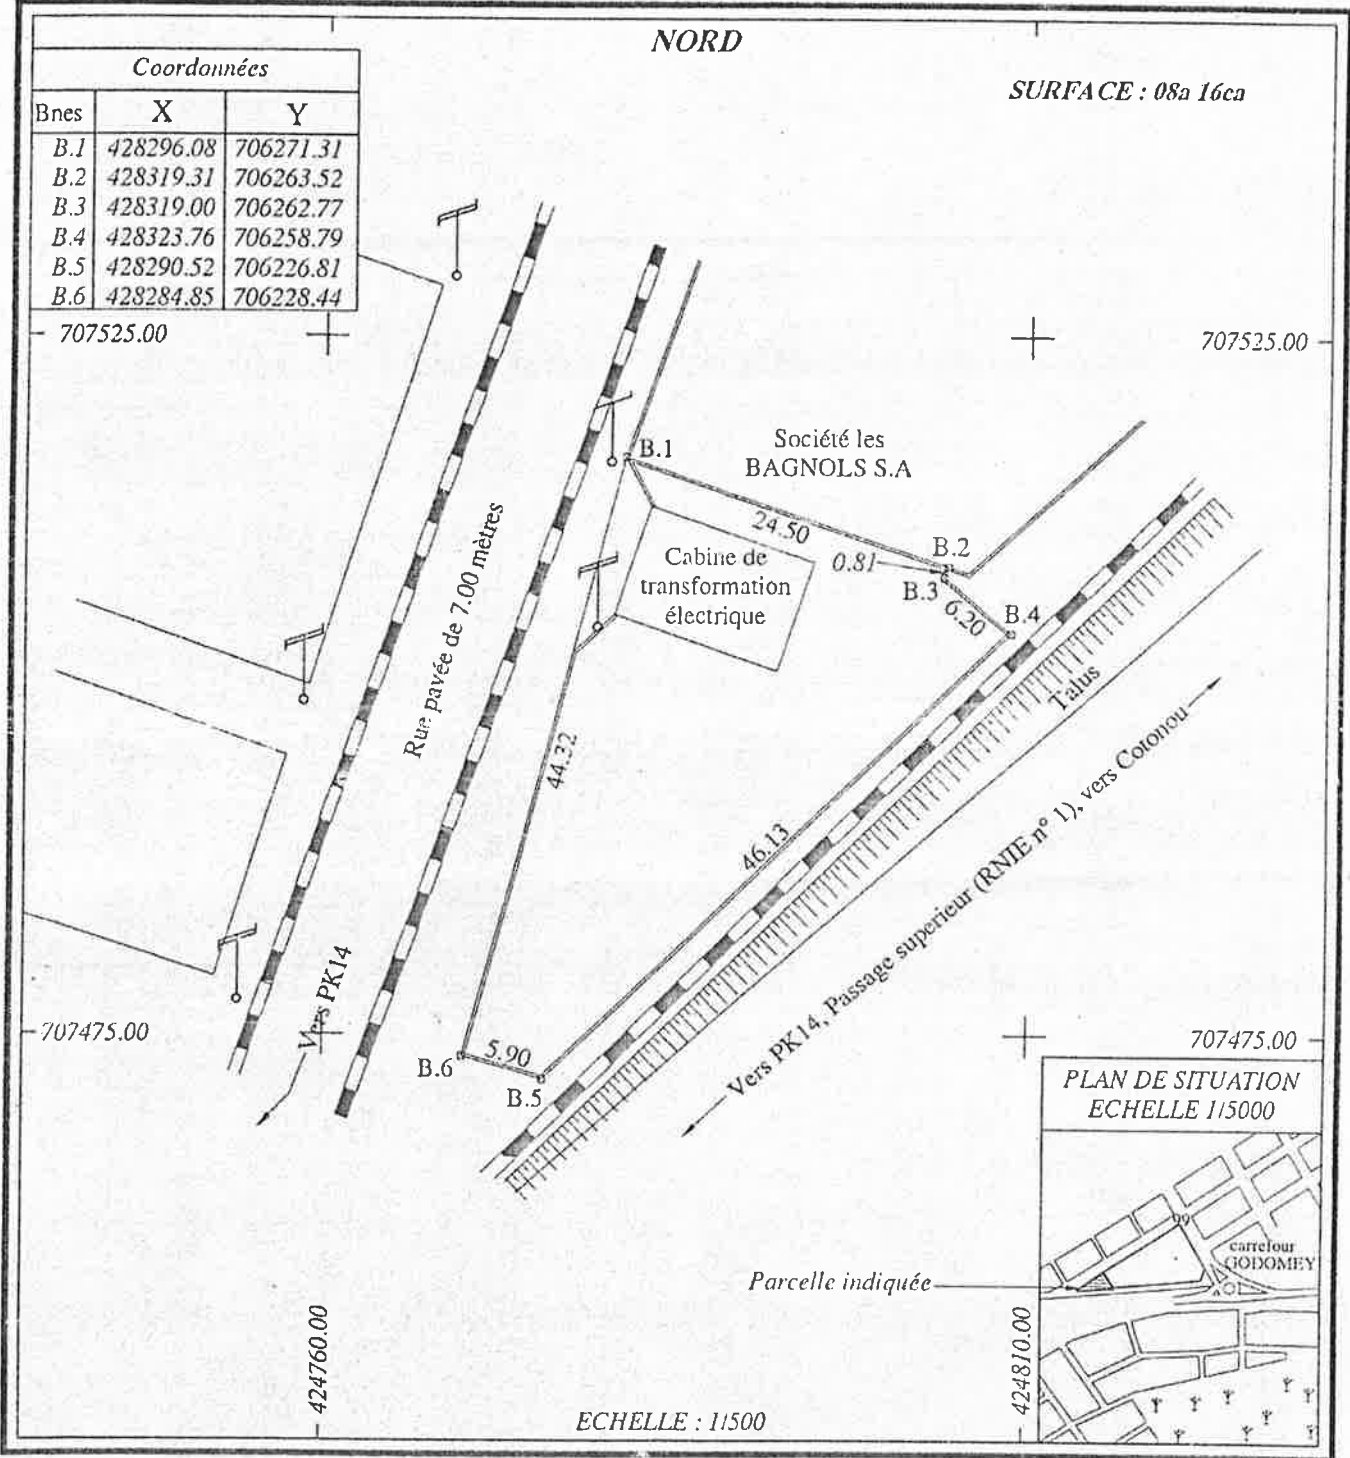 NORD
SURFACE : 08a 16ca
Coordonnées
Bnes X Y
B.1 428296.08 706271.31
B.2 428319.31 706263.52
B.3 428319.00 706262.77
B.4 428323.76 706258.79
B.5 428290.52 706226.81
B.6 428284.85 706228.44
707525.00
707525.00
B.1
Société les
BAGNOLS S.A
24.50
0.81
B.2
B.3
6.20
B.4
Cabine de
transformation
électrique
Rue pavée de 7.00 mètres
44.32
46.13
Talus
Vers PK14, Passage superieur (RNIE n° 1), vers Cotonou
Vers PK14
707475.00
707475.00
B.6
5.90
B.5
PLAN DE SITUATION
ECHELLE 1/5000
99
carrefour
GODOMEY
Parcelle indiquée
424760.00
424810.00
ECHELLE : 1/500